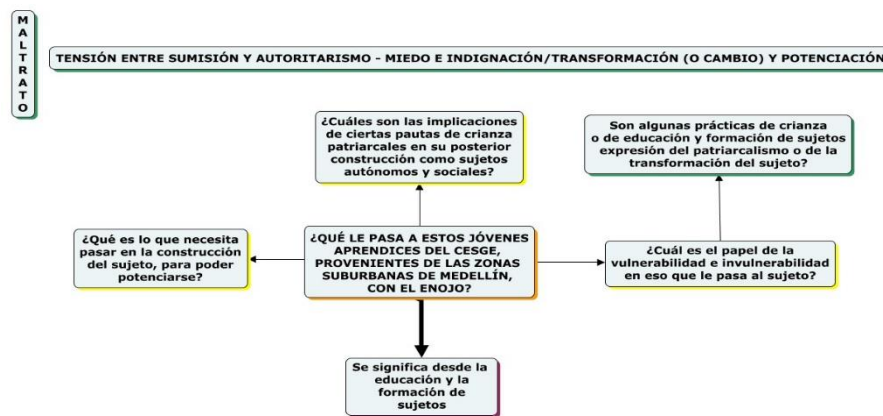 MALTRATO
TENSIÓN ENTRE SUMISIÓN Y AUTORITARISMO - MIEDO E INDIGNACIÓN/TRANSFORMACIÓN (O CAMBIO) Y POTENCIACIÓN
¿Cuáles son las implicaciones
de ciertas pautas de crianza
patriarcales en su posterior
construcción como sujetos
autónomos y sociales?
Son algunas prácticas de crianza
o de educación y formación de sujetos
expresión del patriarcalismo o de la
transformación del sujeto?
¿Qué es lo que necesita
pasar en la construcción
del sujeto, para poder
potenciarse?
¿QUÉ LE PASA A ESTOS JÓVENES
APRENDICES DEL CESGE,
PROVENIENTES DE LAS ZONAS
SUBURBANAS DE MEDELLÍN,
CON EL ENOJO?
¿Cuál es el papel de la
vulnerabilidad e invulnerabilidad
en eso que le pasa al sujeto?
Se significa desde la
educación y la
formación de
sujetos